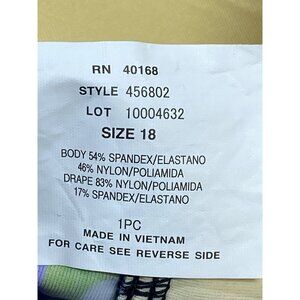 RN 40168
STYLE 456802
LOT 10004632
SIZE 18
BODY 54% SPANDEX/ELASTANO
46% NYLON/POLIAMIDA
DRAPE 83% NYLON/POLIAMIDA
17% SPANDEX/ELASTANO
1PC
MADE IN VIETNAM
FOR CARE SEE REVERSE SIDE